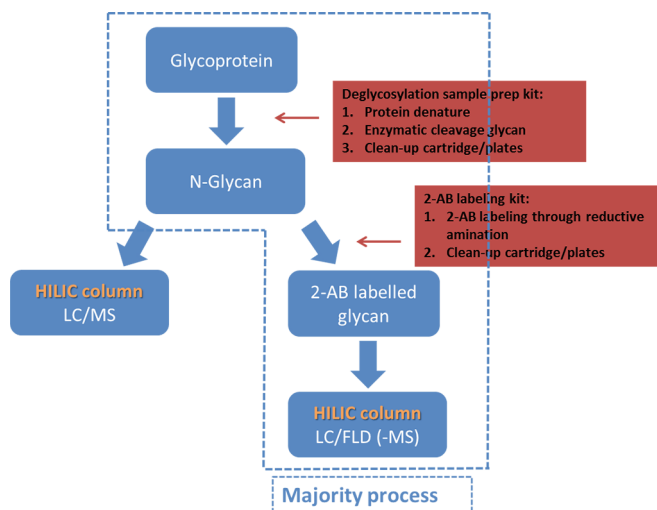 Glycoprotein
Deglycosylation sample prep kit:
1. Protein denature
2. Enzymatic cleavage glycan
3. Clean-up cartridge/plates
N-Glycan
2-AB labeling kit:
1. 2-AB labeling through reductive
amination
2. Clean-up cartridge/plates
HILIC column
LC/MS
2-AB labelled
glycan
HILIC column
LC/FLD (-MS)
Majority process